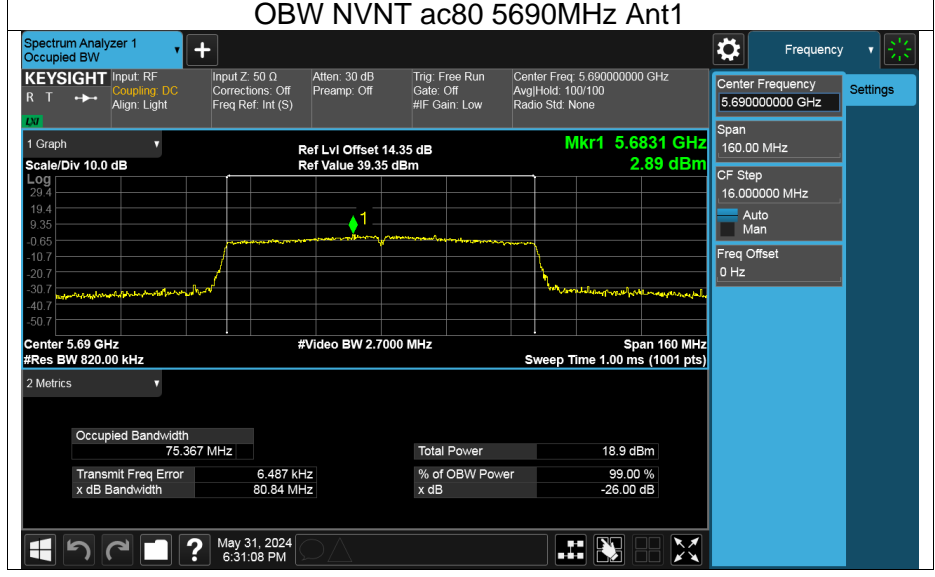 OBW NVNT ac80 5690MHz Ant1
Spectrum Analyzer 1
Occupied BW
Frequency
KEYSIGHT
R T
LNI
Input: RF
Coupling: DC
Align: Light
Input Z: 50 Ω
Corrections: Off
Freq Ref: Int (S)
Atten: 30 dB
Preamp: Off
Trig: Free Run
Gate: Off
#IF Gain: Low
Center Freq: 5.690000000 GHz
Avg|Hold: 100/100
Radio Std: None
Center Frequency
5.690000000 GHz
Settings
Span
160.00 MHz
CF Step
16.000000 MHz
Auto
Man
Freq Offset
0 Hz
1 Graph
Scale/Div 10.0 dB
Ref Lvl Offset 14.35 dB
Ref Value 39.35 dBm
Mkr1 5.6831 GHz
2.89 dBm
Log
29.4
19.4
9.35
-0.65
-10.7
-20.7
-30.7
-40.7
-50.7
1
Center 5.69 GHz
#Video BW 2.7000 MHz
Span 160 MHz
#Res BW 820.00 kHz
Sweep Time 1.00 ms (1001 pts)
2 Metrics
Occupied Bandwidth
75.367 MHz
Total Power 18.9 dBm
Transmit Freq Error 6.487 kHz
% of OBW Power 99.00 %
x dB Bandwidth 80.84 MHz
x dB -26.00 dB
?
May 31, 2024
6:31:08 PM